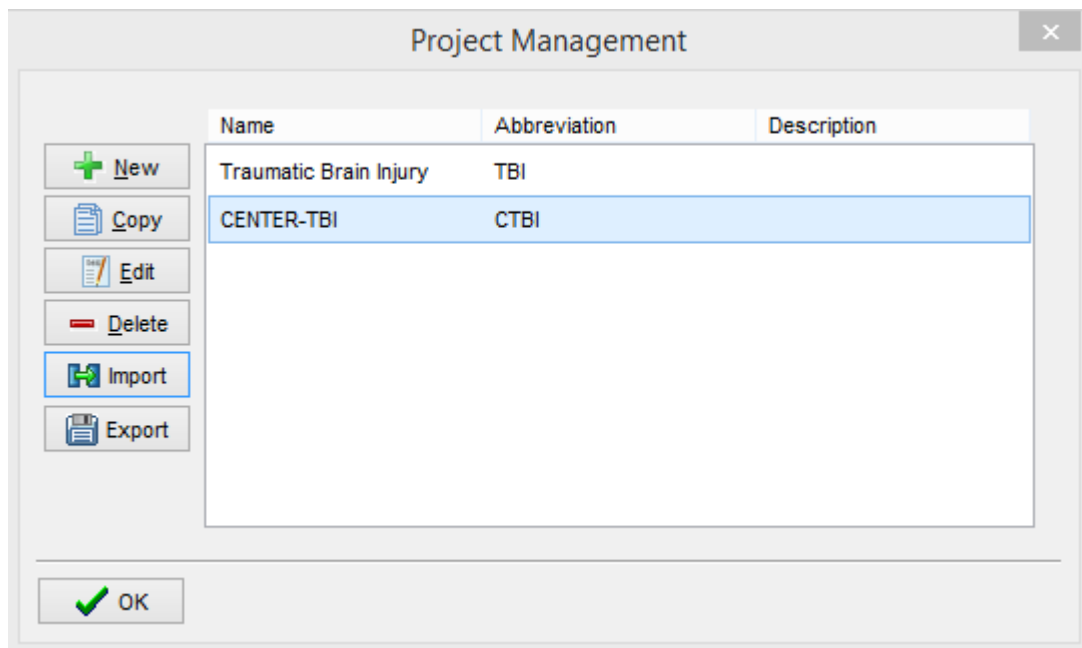 Project Management
Name Abbreviation Description
New
Traumatic Brain Injury TBI
Copy
CENTER-TBI CTBI
Edit
Delete
Import
Export
OK